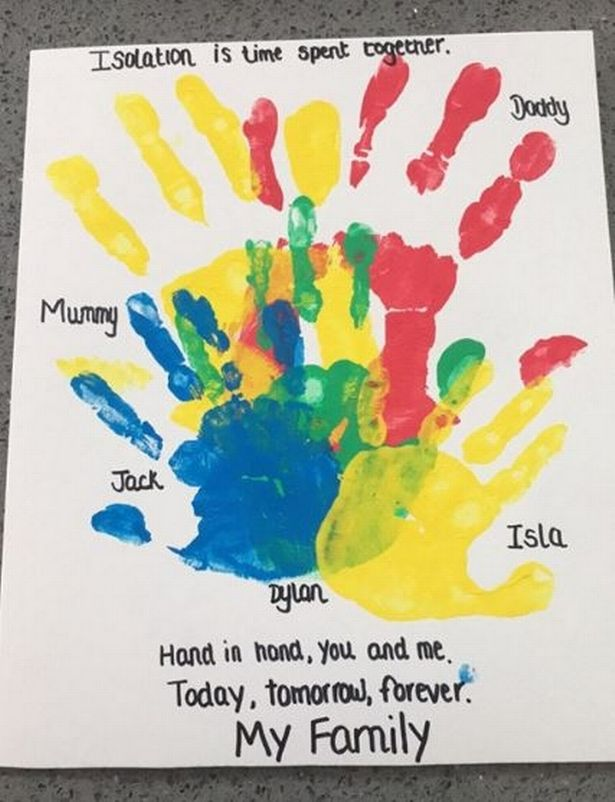 Isolation is time spent together.
Daddy
Mummy
Jack
Isla
Dylan
Hand in hand, you and me.
Today, tomorrow, forever.
My Family